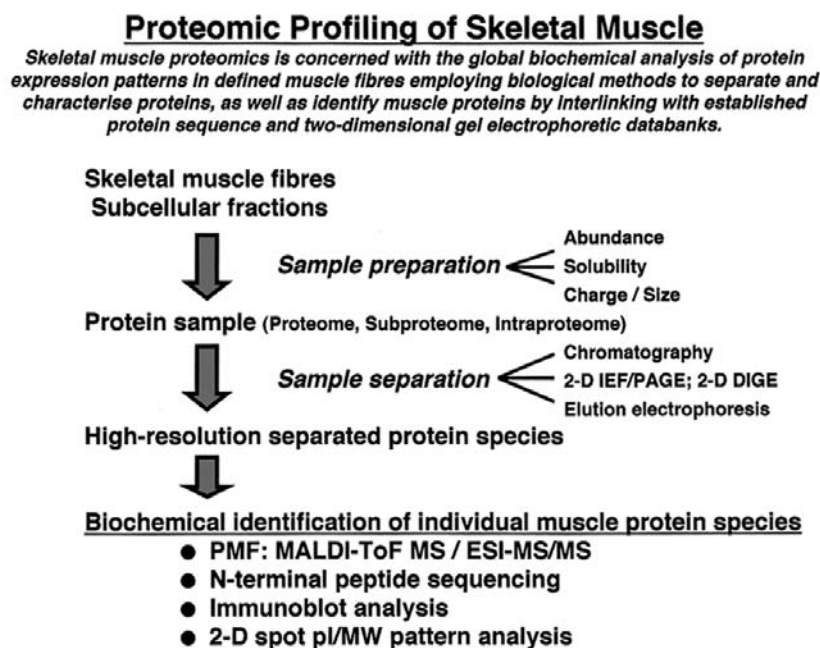 Proteomic Profiling of Skeletal Muscle
Skeletal muscle proteomics is concerned with the global biochemical analysis of protein
expression patterns in defined muscle fibres employing biological methods to separate and
characterise proteins, as well as identify muscle proteins by interlinking with established
protein sequence and two-dimensional gel electrophoretic databanks.
Skeletal muscle fibres
Subcellular fractions
Sample preparation
Abundance
Solubility
Charge / Size
Protein sample (Proteome, Subproteome, Intraproteome)
Sample separation
Chromatography
2-D IEF/PAGE; 2-D DIGE
Elution electrophoresis
High-resolution separated protein species
Biochemical identification of individual muscle protein species
● PMF: MALDI-ToF MS / ESI-MS/MS
● N-terminal peptide sequencing
● Immunoblot analysis
● 2-D spot pI/MW pattern analysis